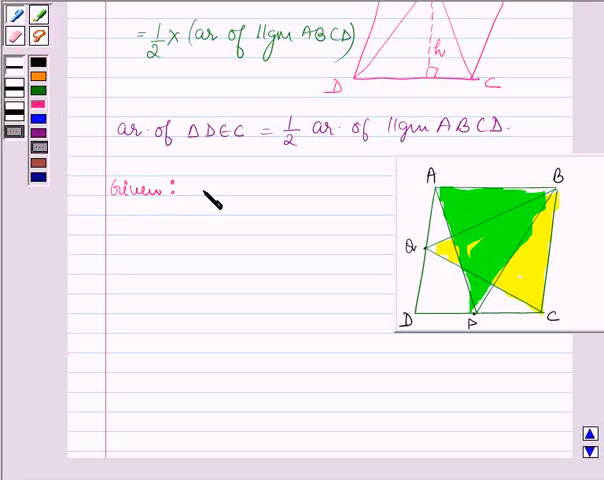 = 1/2 x (ar of ||gm ABCD)
h
D C
ar. of ΔDEC = 1/2 ar. of ||gm ABCD.
Given:
A B
Q
D P C